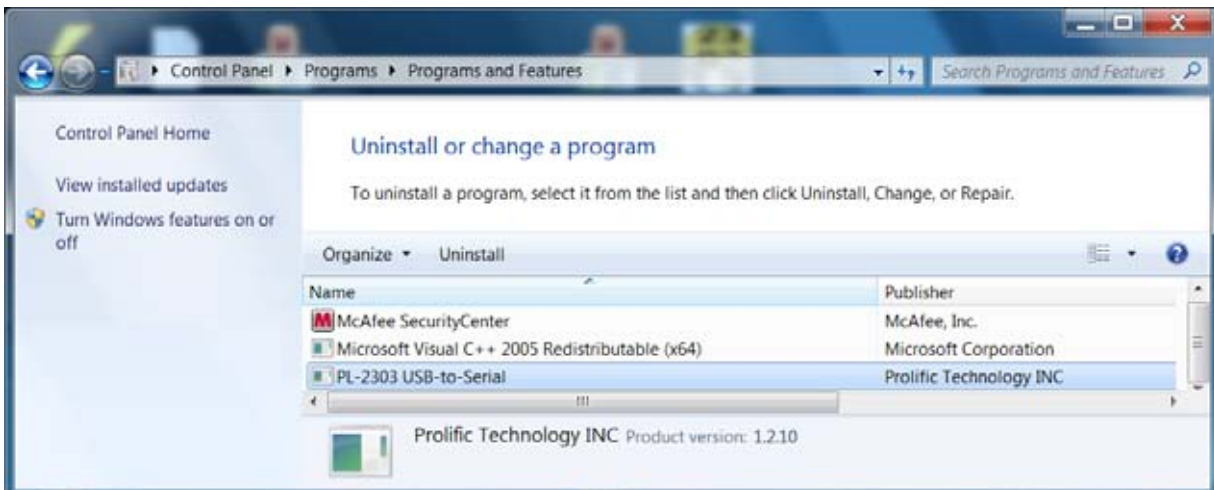 Control Panel ▸ Programs ▸ Programs and Features
Search Programs and Features
Control Panel Home
View installed updates
Turn Windows features on or
off
Uninstall or change a program
To uninstall a program, select it from the list and then click Uninstall, Change, or Repair.
Organize Uninstall
Name Publisher
McAfee SecurityCenter McAfee, Inc.
Microsoft Visual C++ 2005 Redistributable (x64) Microsoft Corporation
PL-2303 USB-to-Serial Prolific Technology INC
Prolific Technology INC Product version: 1.2.10